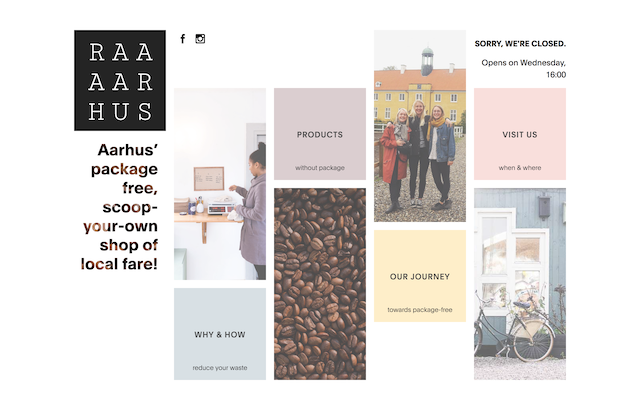 RAA
AAR
HUS
Aarhus’
package
free,
scoop-
your-own
shop of
local fare!
SORRY, WE’RE CLOSED.
Opens on Wednesday,
16:00
PRODUCTS
without package
VISIT US
when & where
OUR JOURNEY
towards package-free
WHY & HOW
reduce your waste